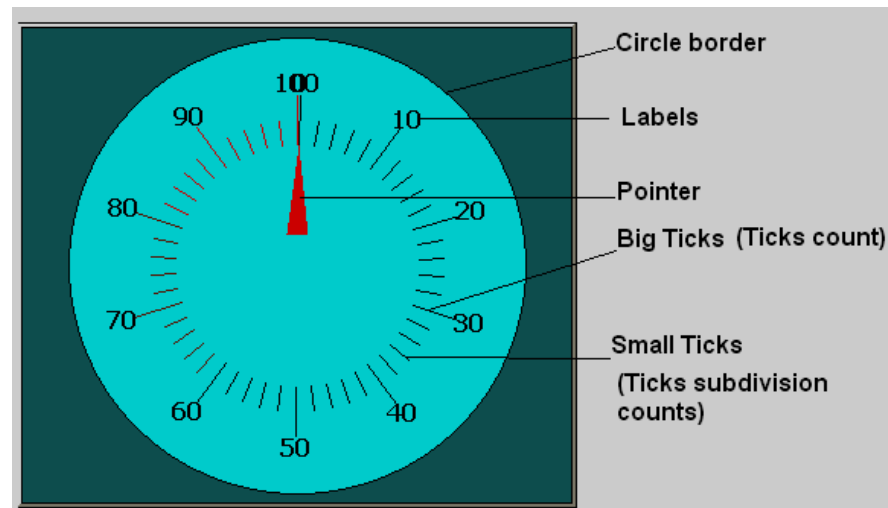 Circle border
100
0
90
10
Labels
Pointer
80
20
Big Ticks (Ticks count)
70
30
Small Ticks
(Ticks subdivision
counts)
60
40
50